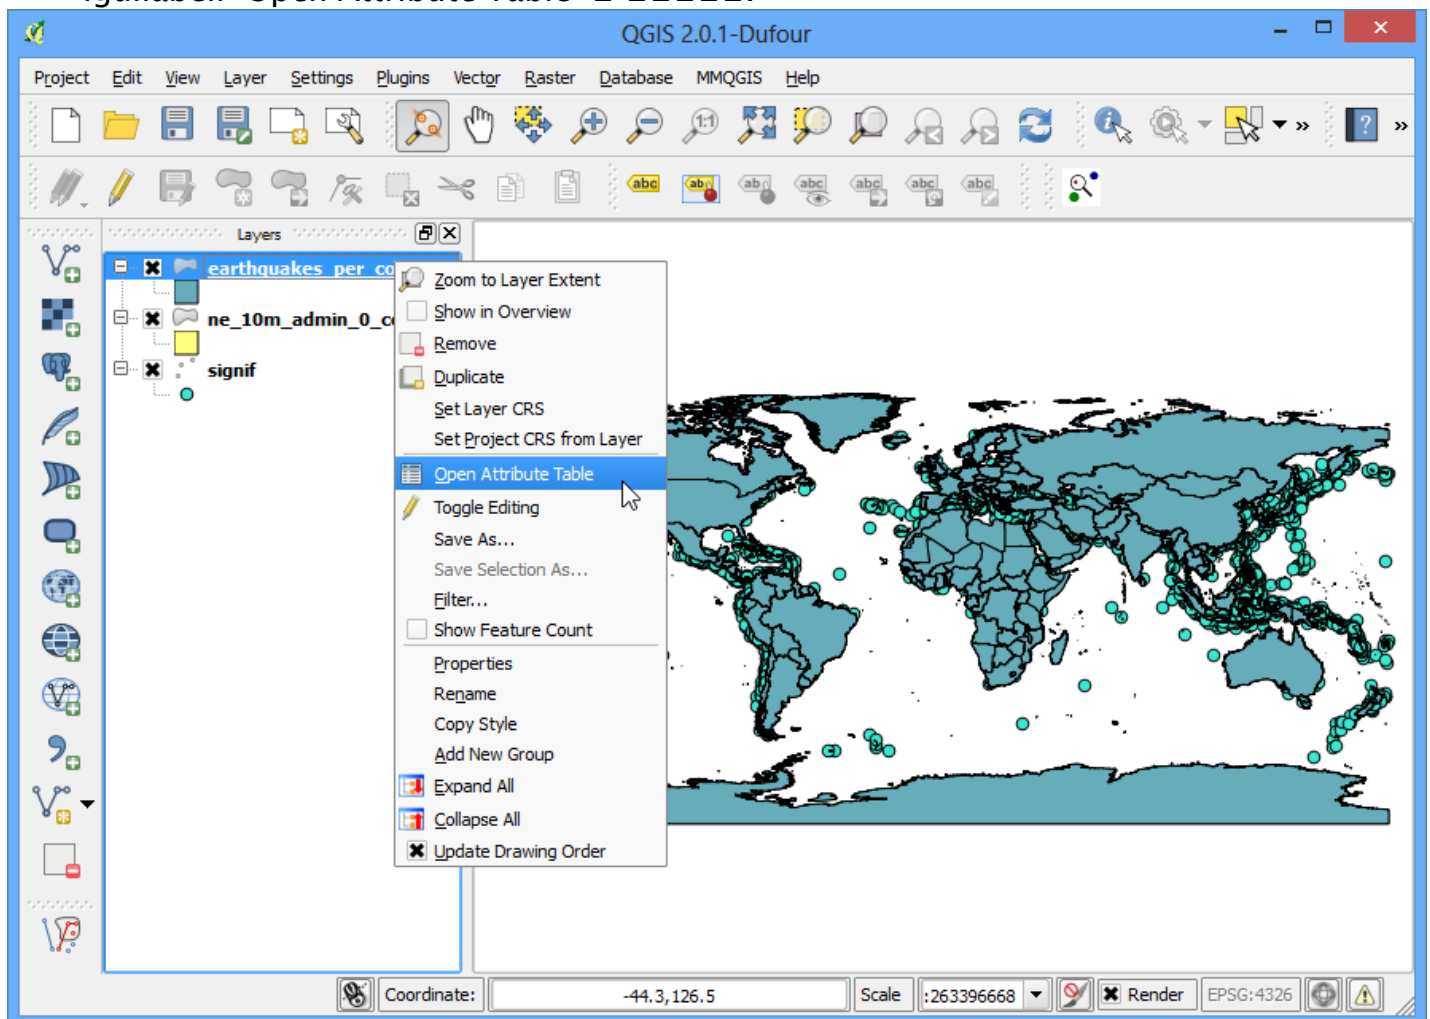 Open Attribute Table
QGIS 2.0.1-Dufour
Project Edit View Layer Settings Plugins Vector Raster Database MMQGIS Help
Layers
earthquakes_per_co
ne_10m_admin_0_c
signif
Zoom to Layer Extent
Show in Overview
Remove
Duplicate
Set Layer CRS
Set Project CRS from Layer
Open Attribute Table
Toggle Editing
Save As...
Save Selection As...
Filter...
Show Feature Count
Properties
Rename
Copy Style
Add New Group
Expand All
Collapse All
Update Drawing Order
Coordinate: -44.3,126.5 Scale :263396668 Render EPSG:4326